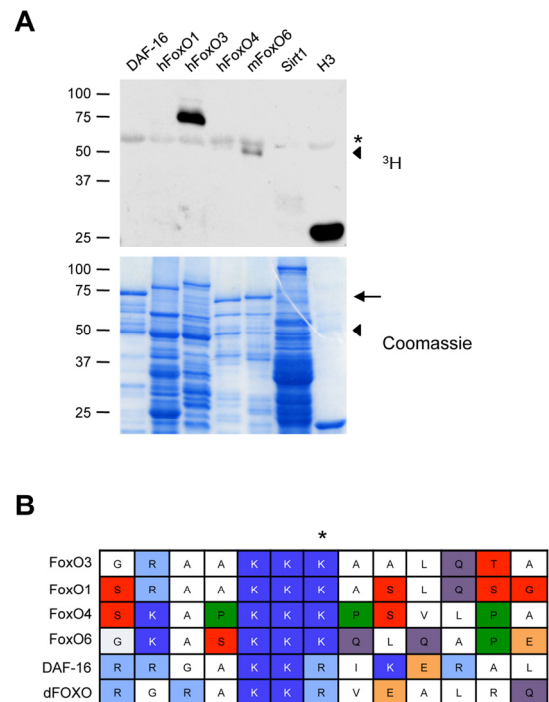 A
DAF-16 hFoxO1 hFoxO3 hFoxO4 mFoxO6 Sirt1 H3
100
75
50
37
25
*
³H
100
75
50
37
25
Coomassie
B
*
FoxO3 G R A A K K K A A L Q T A
FoxO1 S R A A K K K A S L Q S G
FoxO4 S K A P K K K P S V L P A
FoxO6 G K A S K K K Q L Q A P E
DAF-16 R R G A K K R I K E R A L
dFOXO R G R A K K R V E A L R Q